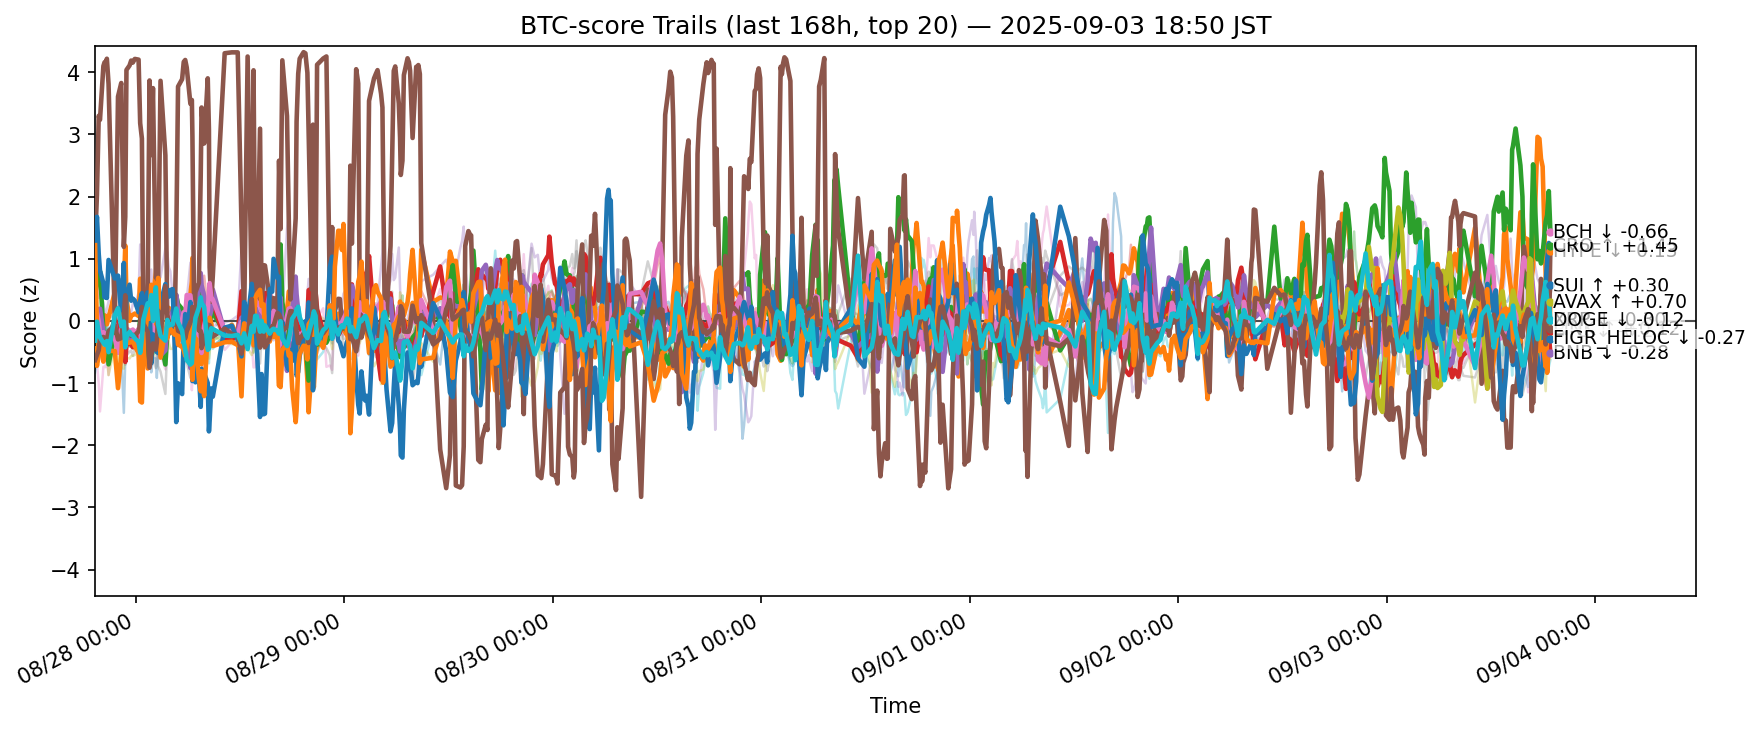 BTC-score Trails (last 168h, top 20) — 2025-09-03 18:50 JST
Score (z)
4
3
2
1
0
−1
−2
−3
−4
BCH ↓ -0.66
CRO ↑ +1.45
HYPE ↓ -0.15
SUI ↑ +0.30
AVAX ↑ +0.70
DOGE ↓ -0.12
FIGR_HELOC ↓ -0.27
BNB ↓ -0.28
08/28 00:00
08/29 00:00
08/30 00:00
08/31 00:00
09/01 00:00
09/02 00:00
09/03 00:00
09/04 00:00
Time